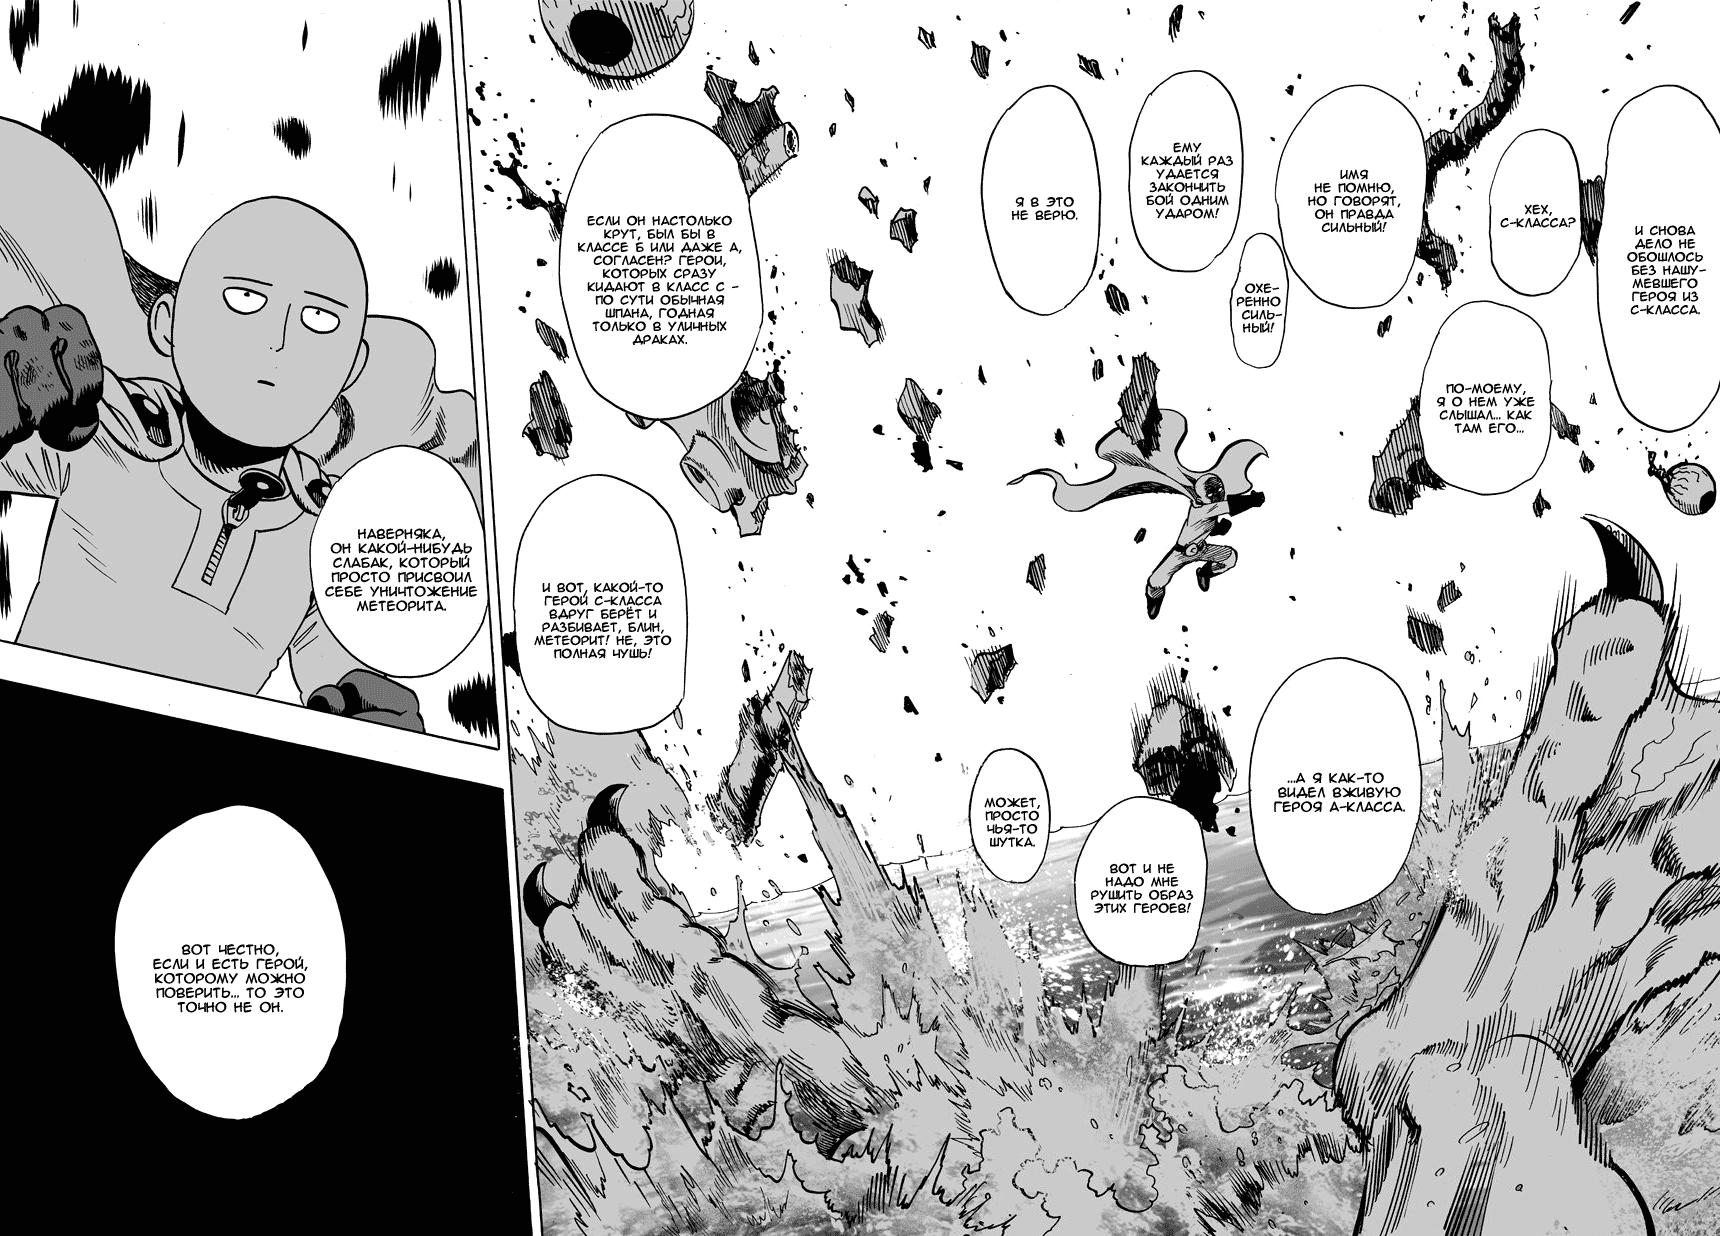 И СНОВА
ДЕЛО НЕ
ОБОШЛОСЬ
БЕЗ НАШУ-
МЕВШЕГО
ГЕРОЯ ИЗ
С-КЛАССА.
ХЕХ,
С-КЛАССА?
ПО-МОЕМУ,
Я О НЕМ УЖЕ
СЛЫШАЛ... КАК
ТАМ ЕГО...
ИМЯ
НЕ ПОМНЮ,
НО ГОВОРЯТ,
ОН ПРАВДА
СИЛЬНЫЙ!
ОХЕ-
РЕННО
СИЛЬ-
НЫЙ!
ЕМУ
КАЖДЫЙ РАЗ
УДАЕТСЯ
ЗАКОНЧИТЬ
БОЙ ОДНИМ
УДАРОМ!
Я В ЭТО
НЕ ВЕРЮ.
...А Я КАК-ТО
ВИДЕЛ ВЖИВУЮ
ГЕРОЯ А-КЛАССА.
ВОТ И НЕ
НАДО МНЕ
РУШИТЬ ОБРАЗ
ЭТИХ ГЕРОЕВ!
МОЖЕТ,
ПРОСТО
ЧЬЯ-ТО
ШУТКА.
ЕСЛИ ОН НАСТОЛЬКО
КРУТ, БЫЛ БЫ В
КЛАССЕ Б ИЛИ ДАЖЕ А,
СОГЛАСЕН? ГЕРОИ,
КОТОРЫХ СРАЗУ
КИДАЮТ В КЛАСС С –
ПО СУТИ ОБЫЧНАЯ
ШПАНА, ГОДНАЯ
ТОЛЬКО В УЛИЧНЫХ
ДРАКАХ.
И ВОТ, КАКОЙ-ТО
ГЕРОЙ С-КЛАССА
ВДРУГ БЕРЁТ И
РАЗБИВАЕТ, БЛИН,
МЕТЕОРИТ! НЕ, ЭТО
ПОЛНАЯ ЧУШЬ!
НАВЕРНЯКА,
ОН КАКОЙ-НИБУДЬ
СЛАБАК, КОТОРЫЙ
ПРОСТО ПРИСВОИЛ
СЕБЕ УНИЧТОЖЕНИЕ
МЕТЕОРИТА.
ВОТ ЧЕСТНО,
ЕСЛИ И ЕСТЬ ГЕРОЙ,
КОТОРОМУ МОЖНО
ПОВЕРИТЬ... ТО ЭТО
ТОЧНО НЕ ОН.